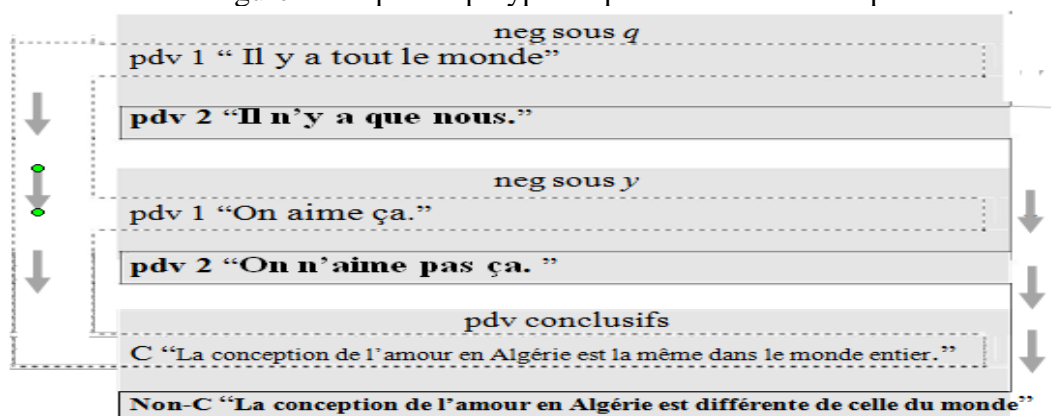 neg sous q
pdv 1 “ Il y a tout le monde”
pdv 2 “Il n’y a que nous.”
neg sous y
pdv 1 “On aime ça.”
pdv 2 “On n’aime pas ça. ”
pdv conclusifs
C “La conception de l’amour en Algérie est la même dans le monde entier.”
Non-C “La conception de l’amour en Algérie est différente de celle du monde”